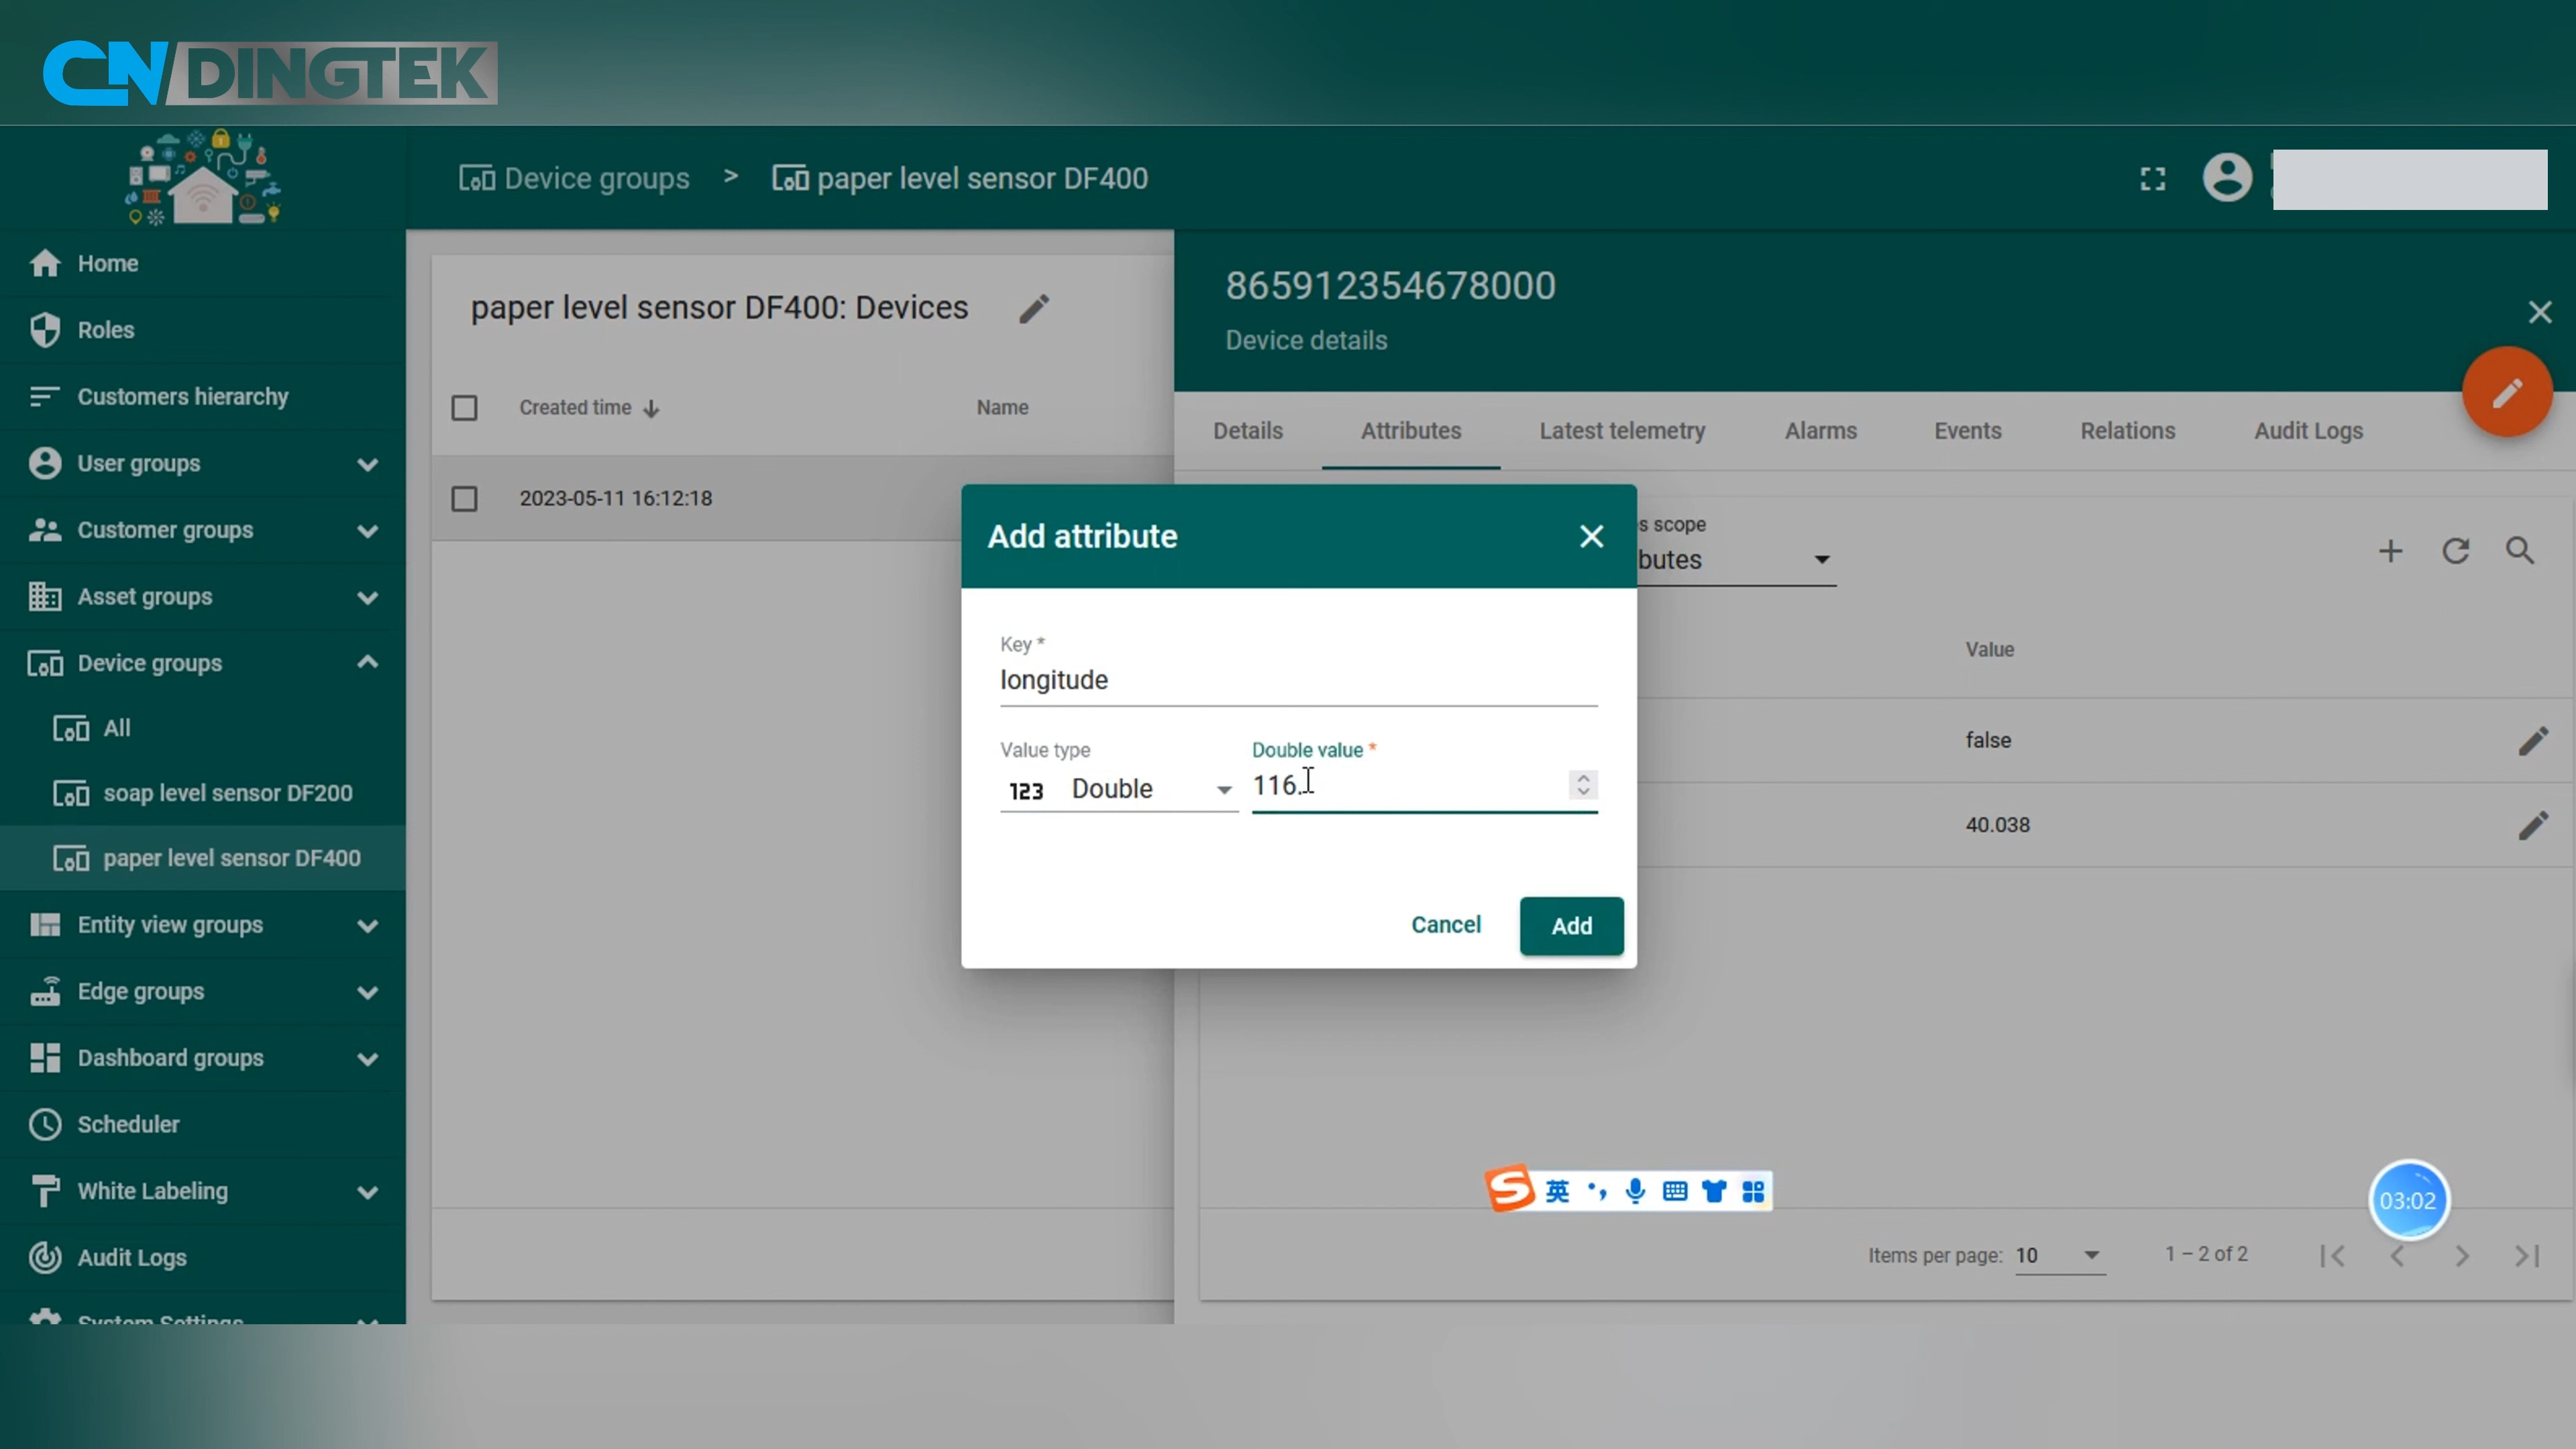 CN/DINGTEK
Device groups > paper level sensor DF400
Home
Roles
Customers hierarchy
User groups
Customer groups
Asset groups
Device groups
All
soap level sensor DF200
paper level sensor DF400
Entity view groups
Edge groups
Dashboard groups
Scheduler
White Labeling
Audit Logs
System Settings
paper level sensor DF400: Devices
Created time
Name
2023-05-11 16:12:18
865912354678000
Device details
Details
Attributes
Latest telemetry
Alarms
Events
Relations
Audit Logs
s scope
butes
Value
false
40.038
Add attribute
Key *
longitude
Value type
Double value *
123 Double
116.
Cancel
Add
S 英
03:02
Items per page: 10
1 – 2 of 2